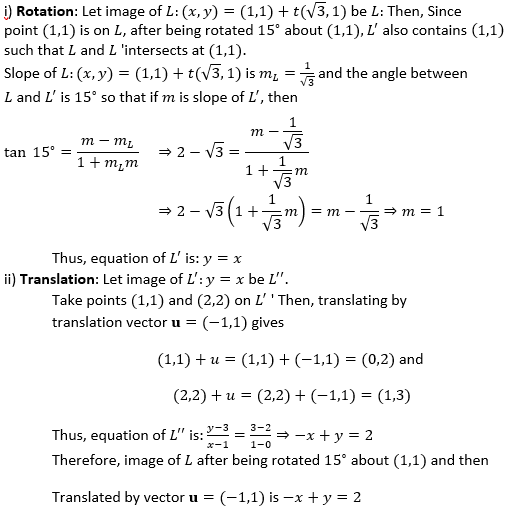 i) Rotation: Let image of L: (x, y) = (1,1) + t(√3, 1) be L: Then, Since
point (1,1) is on L, after being rotated 15° about (1,1), L′ also contains (1,1)
such that L and L 'intersects at (1,1).
Slope of L: (x, y) = (1,1) + t(√3, 1) is m_L = 1/√3 and the angle between
L and L′ is 15° so that if m is slope of L′, then
tan 15° = (m − m_L)/(1 + m_L m) ⇒ 2 − √3 = (m − 1/√3)/(1 + 1/√3 m)
⇒ 2 − √3(1 + 1/√3 m) = m − 1/√3 ⇒ m = 1
Thus, equation of L′ is: y = x
ii) Translation: Let image of L′: y = x be L′′.
Take points (1,1) and (2,2) on L′ ' Then, translating by
translation vector u = (−1,1) gives
(1,1) + u = (1,1) + (−1,1) = (0,2) and
(2,2) + u = (2,2) + (−1,1) = (1,3)
Thus, equation of L′′ is: (y−3)/(x−1) = (3−2)/(1−0) ⇒ −x + y = 2
Therefore, image of L after being rotated 15° about (1,1) and then
Translated by vector u = (−1,1) is −x + y = 2